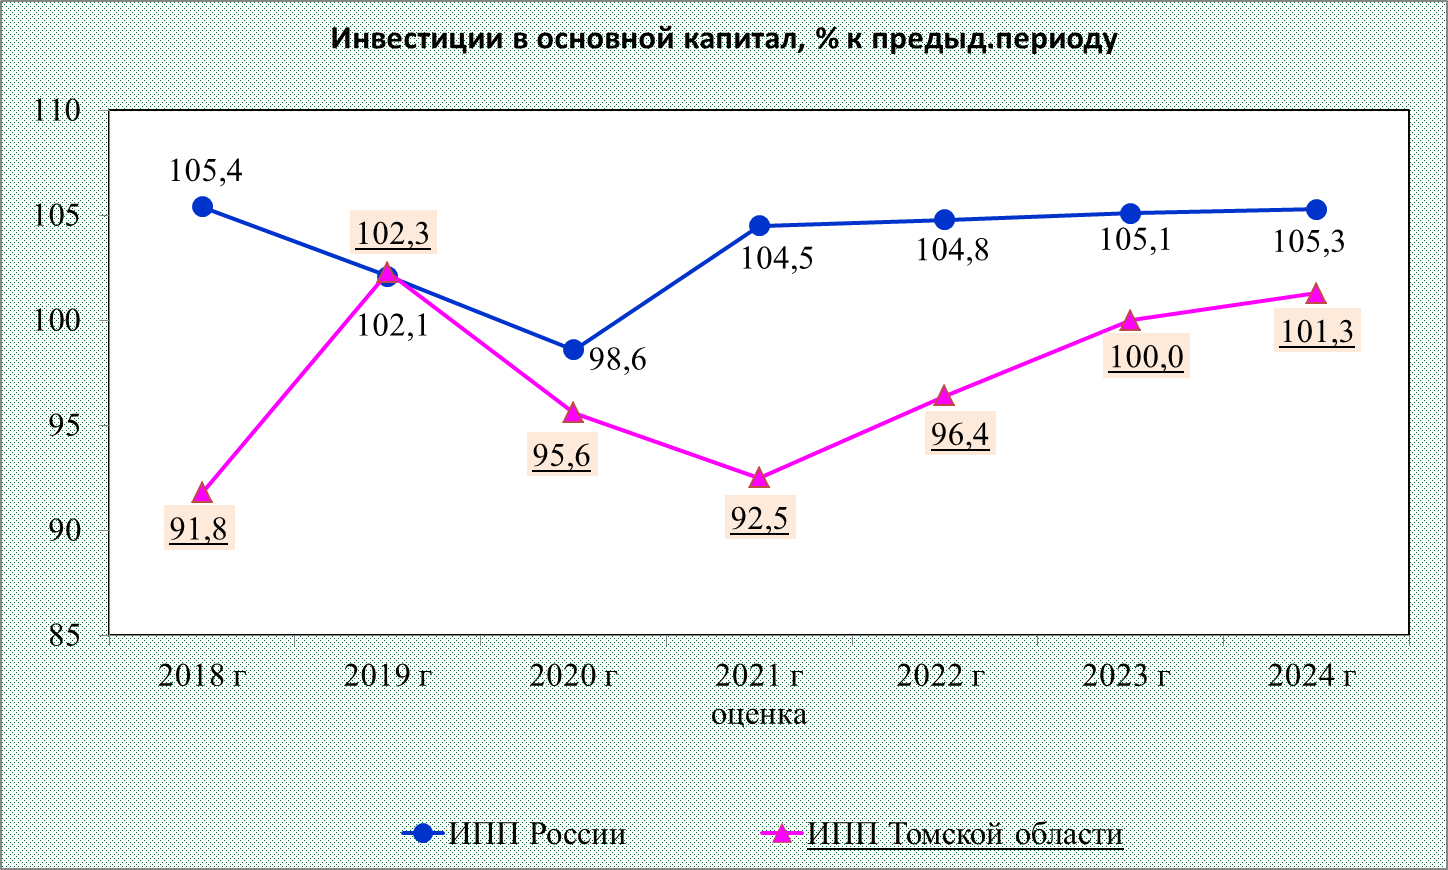 Инвестиции в основной капитал, % к предыд.периоду
110
105
100
95
90
85
105,4
102,3
102,1
98,6
104,5
104,8
105,1
105,3
91,8
95,6
92,5
96,4
100,0
101,3
2018 г
2019 г
2020 г
2021 г
оценка
2022 г
2023 г
2024 г
ИПП России
ИПП Томской области